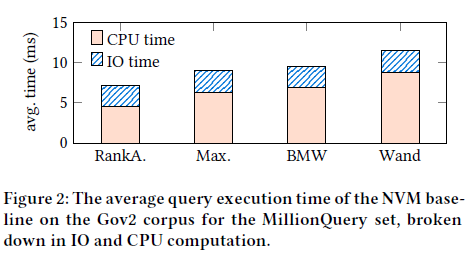 15
10
5
0
avg. time (ms)
CPU time
IO time
RankA. Max. BMW Wand
Figure 2: The average query execution time of the NVM base-
line on the Gov2 corpus for the MillionQuery set, broken
down in IO and CPU computation.